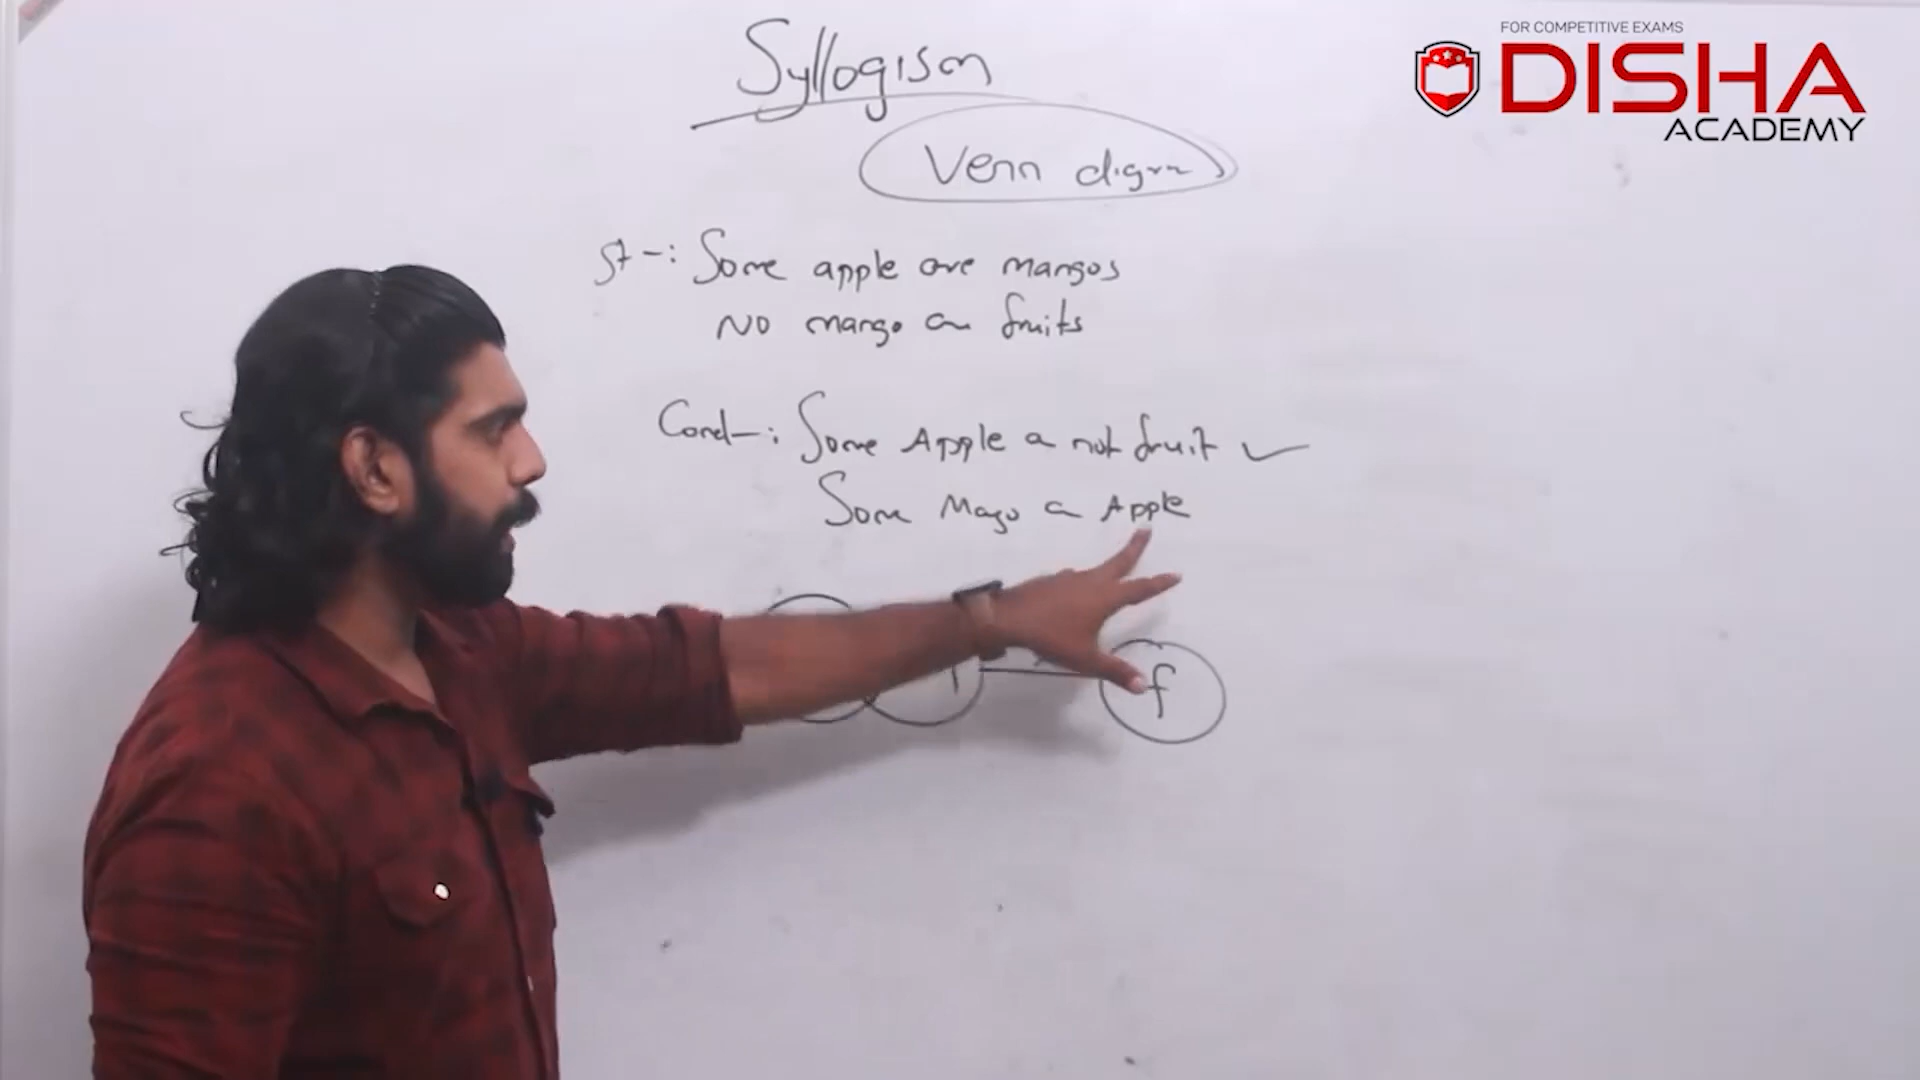 FOR COMPETITIVE EXAMS
DISHA
ACADEMY
Syllogism
Venn digrm
St -: Some apple are mangos
NO mango a fruits
Concl-: Some Apple a not fruit ✓
Some Mago a Apple
f